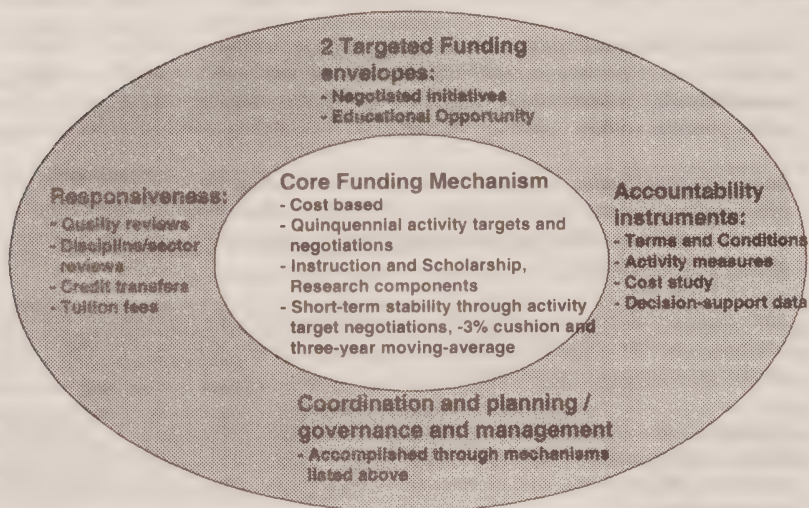 2 Targeted Funding
envelopes:
- Negotiated initiatives
- Educational Opportunity
Responsiveness:
- Quality reviews
- Discipline/sector
reviews
- Credit transfers
- Tuition fees
Core Funding Mechanism
- Cost based
- Quinquennial activity targets and
negotiations
- Instruction and Scholarship,
Research components
- Short-term stability through activity
target negotiations, -3% cushion and
three-year moving-average
Accountability
instruments:
- Terms and Conditions
- Activity measures
- Cost study
- Decision-support data
Coordination and planning /
governance and management
- Accomplished through mechanisms
listed above